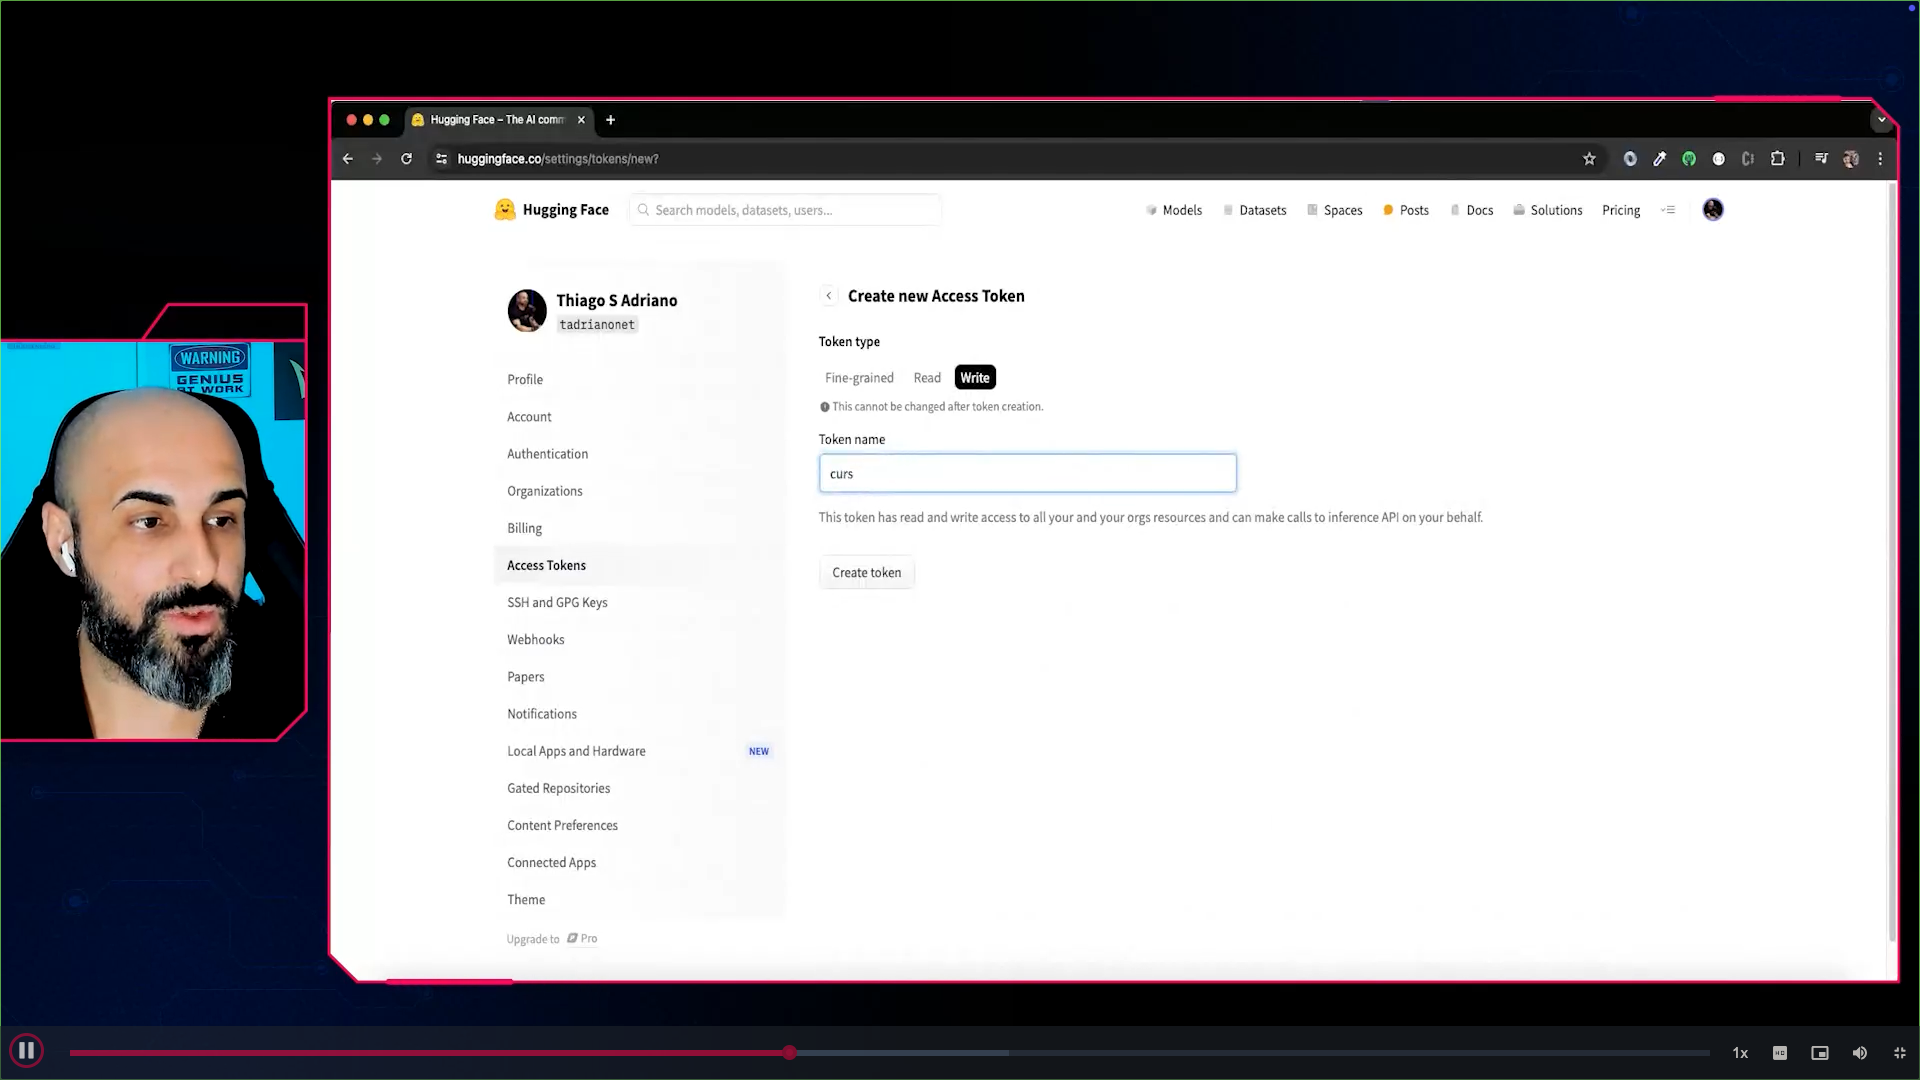 Hugging Face – The AI comm
huggingface.co/settings/tokens/new?
Hugging Face
Search models, datasets, users...
Models
Datasets
Spaces
Posts
Docs
Solutions
Pricing
WARNING
GENIUS
AT WORK
Thiago S Adriano
tadrianonet
Profile
Account
Authentication
Organizations
Billing
Access Tokens
SSH and GPG Keys
Webhooks
Papers
Notifications
Local Apps and Hardware
NEW
Gated Repositories
Content Preferences
Connected Apps
Theme
Upgrade to Pro
Create new Access Token
Token type
Fine-grained
Read
Write
This cannot be changed after token creation.
Token name
curs
This token has read and write access to all your and your orgs resources and can make calls to inference API on your behalf.
Create token
1x